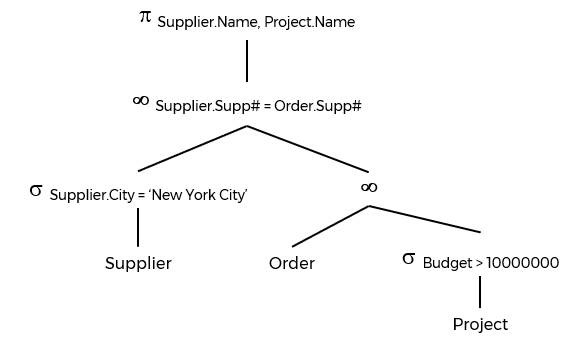 π Supplier.Name, Project.Name
∞ Supplier.Supp# = Order.Supp#
σ Supplier.City = ‘New York City’
∞
Supplier
Order
σ Budget > 10000000
Project